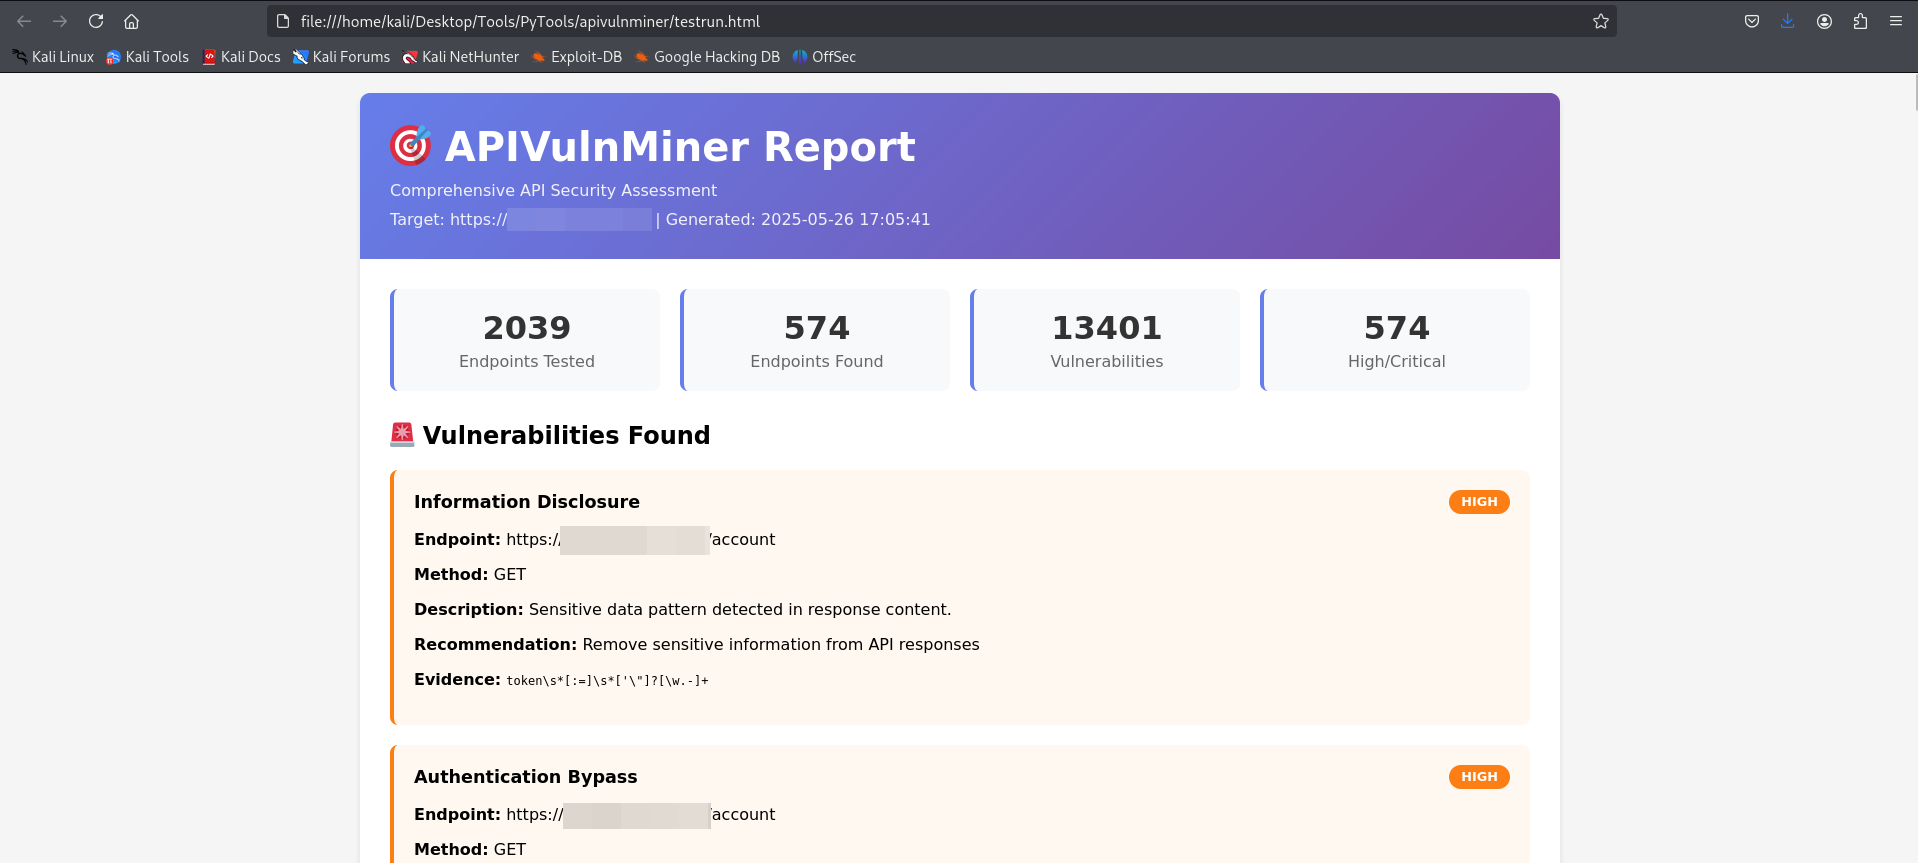 file:///home/kali/Desktop/Tools/PyTools/apivulnminer/testrun.html
Kali Linux Kali Tools Kali Docs Kali Forums Kali NetHunter Exploit-DB Google Hacking DB OffSec
APIVulnMiner Report
Comprehensive API Security Assessment
Target: https:// | Generated: 2025-05-26 17:05:41
2039 574 13401 574
Endpoints Tested Endpoints Found Vulnerabilities High/Critical
Vulnerabilities Found
Information Disclosure HIGH
Endpoint: https:// /account
Method: GET
Description: Sensitive data pattern detected in response content.
Recommendation: Remove sensitive information from API responses
Evidence: token\s*[:=]\s*['\"]?[\w.-]+
Authentication Bypass HIGH
Endpoint: https:// /account
Method: GET